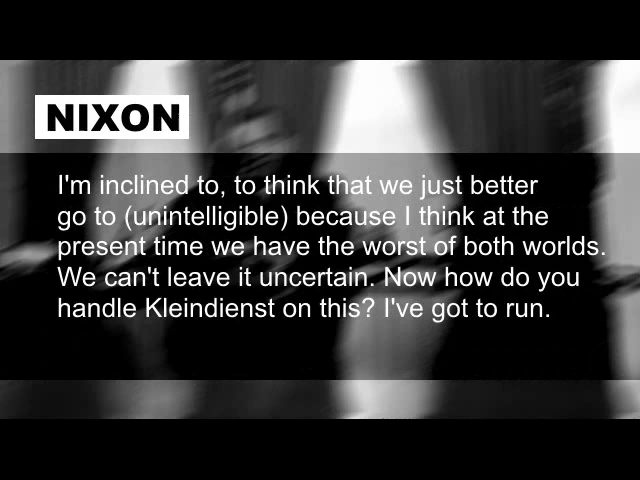 NIXON
I'm inclined to, to think that we just better
go to (unintelligible) because I think at the
present time we have the worst of both worlds.
We can't leave it uncertain. Now how do you
handle Kleindienst on this? I've got to run.